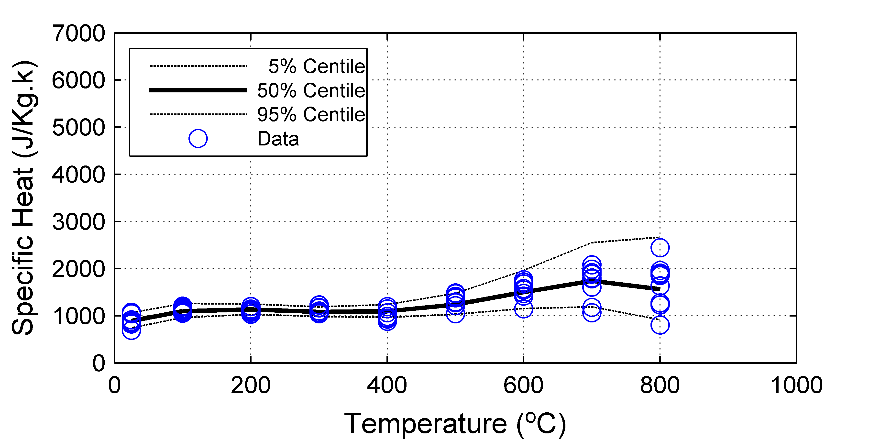 7000
6000
5000
4000
3000
2000
1000
0
Specific Heat (J/Kg.k)
5% Centile
50% Centile
95% Centile
Data
0 200 400 600 800 1000
Temperature (ºC)